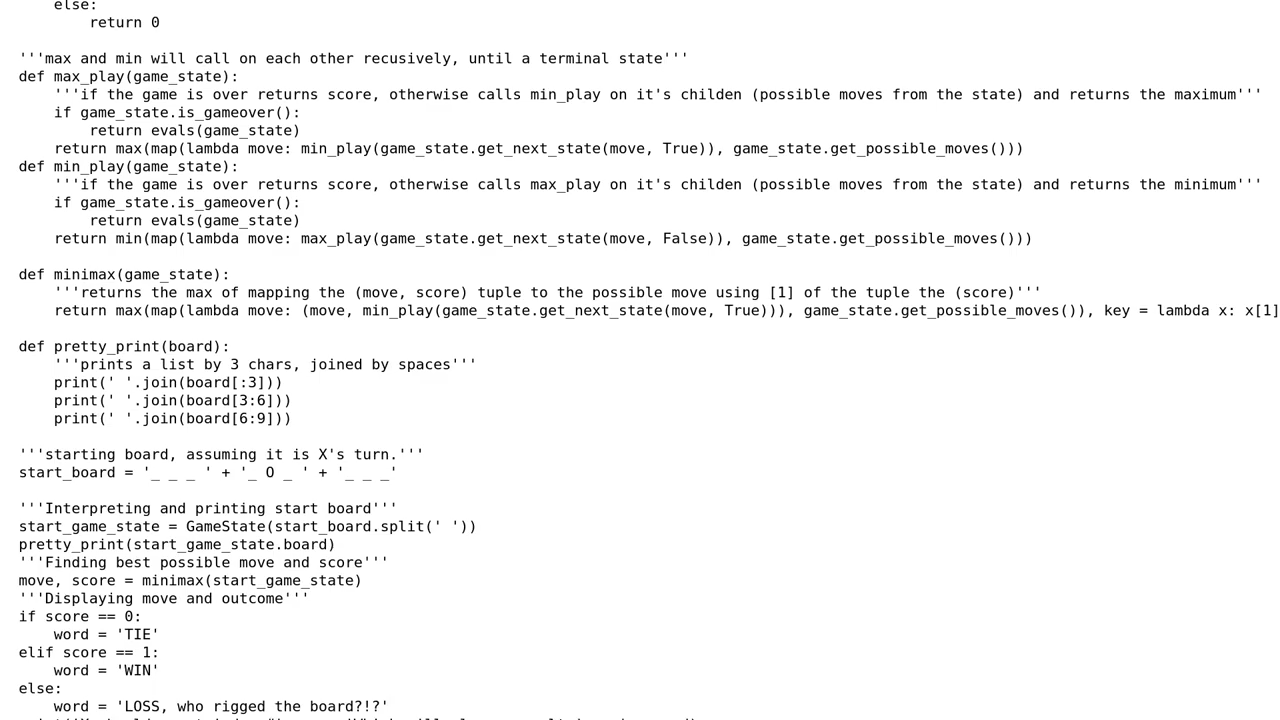 else:
        return 0

'''max and min will call on each other recusively, until a terminal state'''
def max_play(game_state):
    '''if the game is over returns score, otherwise calls min_play on it's childen (possible moves from the state) and returns the maximum'''
    if game_state.is_gameover():
        return evals(game_state)
    return max(map(lambda move: min_play(game_state.get_next_state(move, True)), game_state.get_possible_moves()))
def min_play(game_state):
    '''if the game is over returns score, otherwise calls max_play on it's childen (possible moves from the state) and returns the minimum'''
    if game_state.is_gameover():
        return evals(game_state)
    return min(map(lambda move: max_play(game_state.get_next_state(move, False)), game_state.get_possible_moves()))

def minimax(game_state):
    '''returns the max of mapping the (move, score) tuple to the possible move using [1] of the tuple the (score)'''
    return max(map(lambda move: (move, min_play(game_state.get_next_state(move, True))), game_state.get_possible_moves()), key = lambda x: x[1]

def pretty_print(board):
    '''prints a list by 3 chars, joined by spaces'''
    print(' '.join(board[:3]))
    print(' '.join(board[3:6]))
    print(' '.join(board[6:9]))

'''starting board, assuming it is X's turn.'''
start_board = '_ _ _ ' + '_ O _ ' + '_ _ _'

'''Interpreting and printing start board'''
start_game_state = GameState(start_board.split(' '))
pretty_print(start_game_state.board)
'''Finding best possible move and score'''
move, score = minimax(start_game_state)
'''Displaying move and outcome'''
if score == 0:
    word = 'TIE'
elif score == 1:
    word = 'WIN'
else:
    word = 'LOSS, who rigged the board?!?'